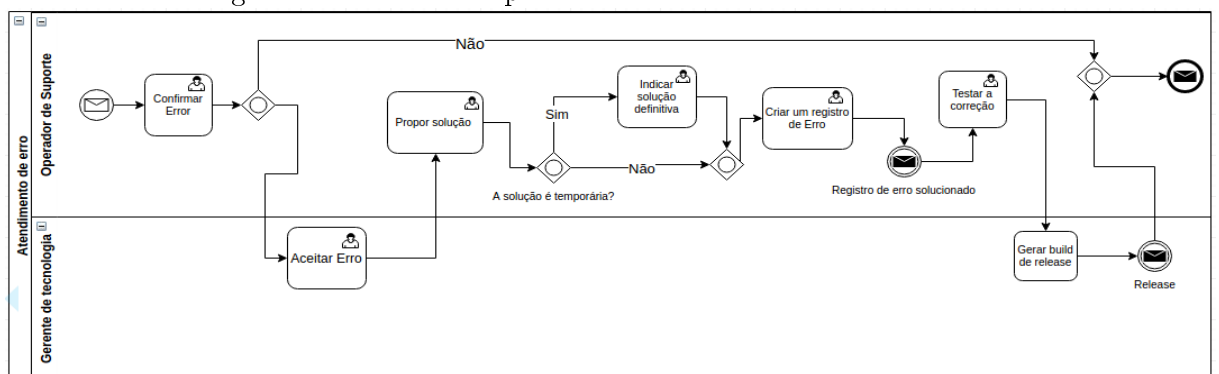 Atendimento de erro
Operador de Suporte
Gerente de tecnologia
Não
Confirmar
Error
Propor solução
Sim
A solução é temporária?
Indicar
solução
definitiva
Não
Criar um registro
de Erro
Registro de erro solucionado
Testar a
correção
Aceitar Erro
Gerar build
de release
Release